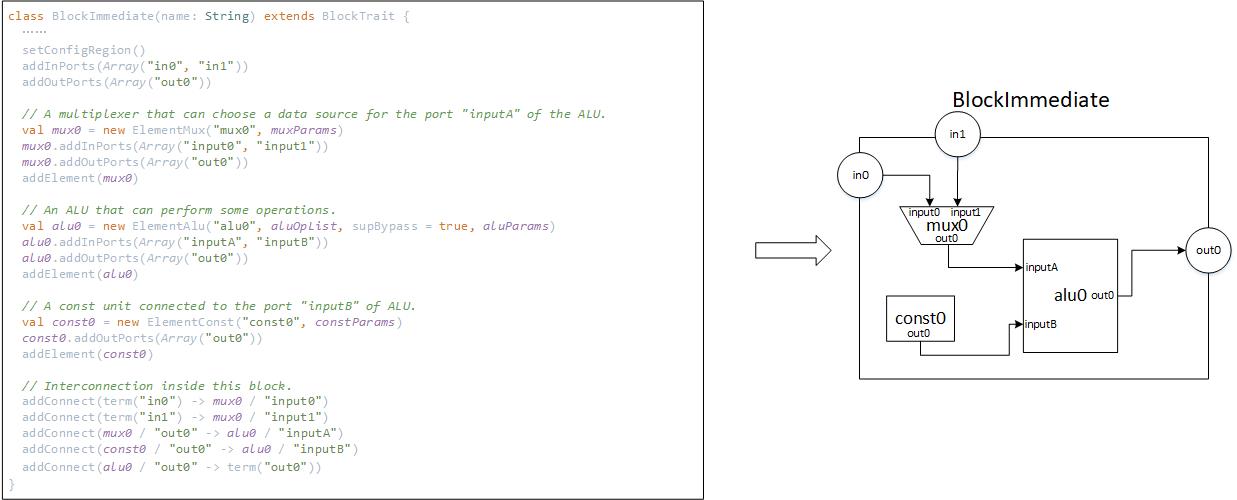 class BlockImmediate(name: String) extends BlockTrait {
......
setConfigRegion()
addInPorts(Array("in0", "in1"))
addOutPorts(Array("out0"))
// A multiplexer that can choose a data source for the port "inputA" of the ALU.
val mux0 = new ElementMux("mux0", muxParams)
mux0.addInPorts(Array("input0", "input1"))
mux0.addOutPorts(Array("out0"))
addElement(mux0)
// An ALU that can perform some operations.
val alu0 = new ElementAlu("alu0", aluOpList, supBypass = true, aluParams)
alu0.addInPorts(Array("inputA", "inputB"))
alu0.addOutPorts(Array("out0"))
addElement(alu0)
// A const unit connected to the port "inputB" of ALU.
val const0 = new ElementConst("const0", constParams)
const0.addOutPorts(Array("out0"))
addElement(const0)
// Interconnection inside this block.
addConnect(term("in0") -> mux0 / "input0")
addConnect(term("in1") -> mux0 / "input1")
addConnect(mux0 / "out0" -> alu0 / "inputA")
addConnect(const0 / "out0" -> alu0 / "inputB")
addConnect(alu0 / "out0" -> term("out0"))
}
BlockImmediate
in1
in0
input0 input1
mux0
out0
inputA
alu0 out0
inputB
const0
out0
out0